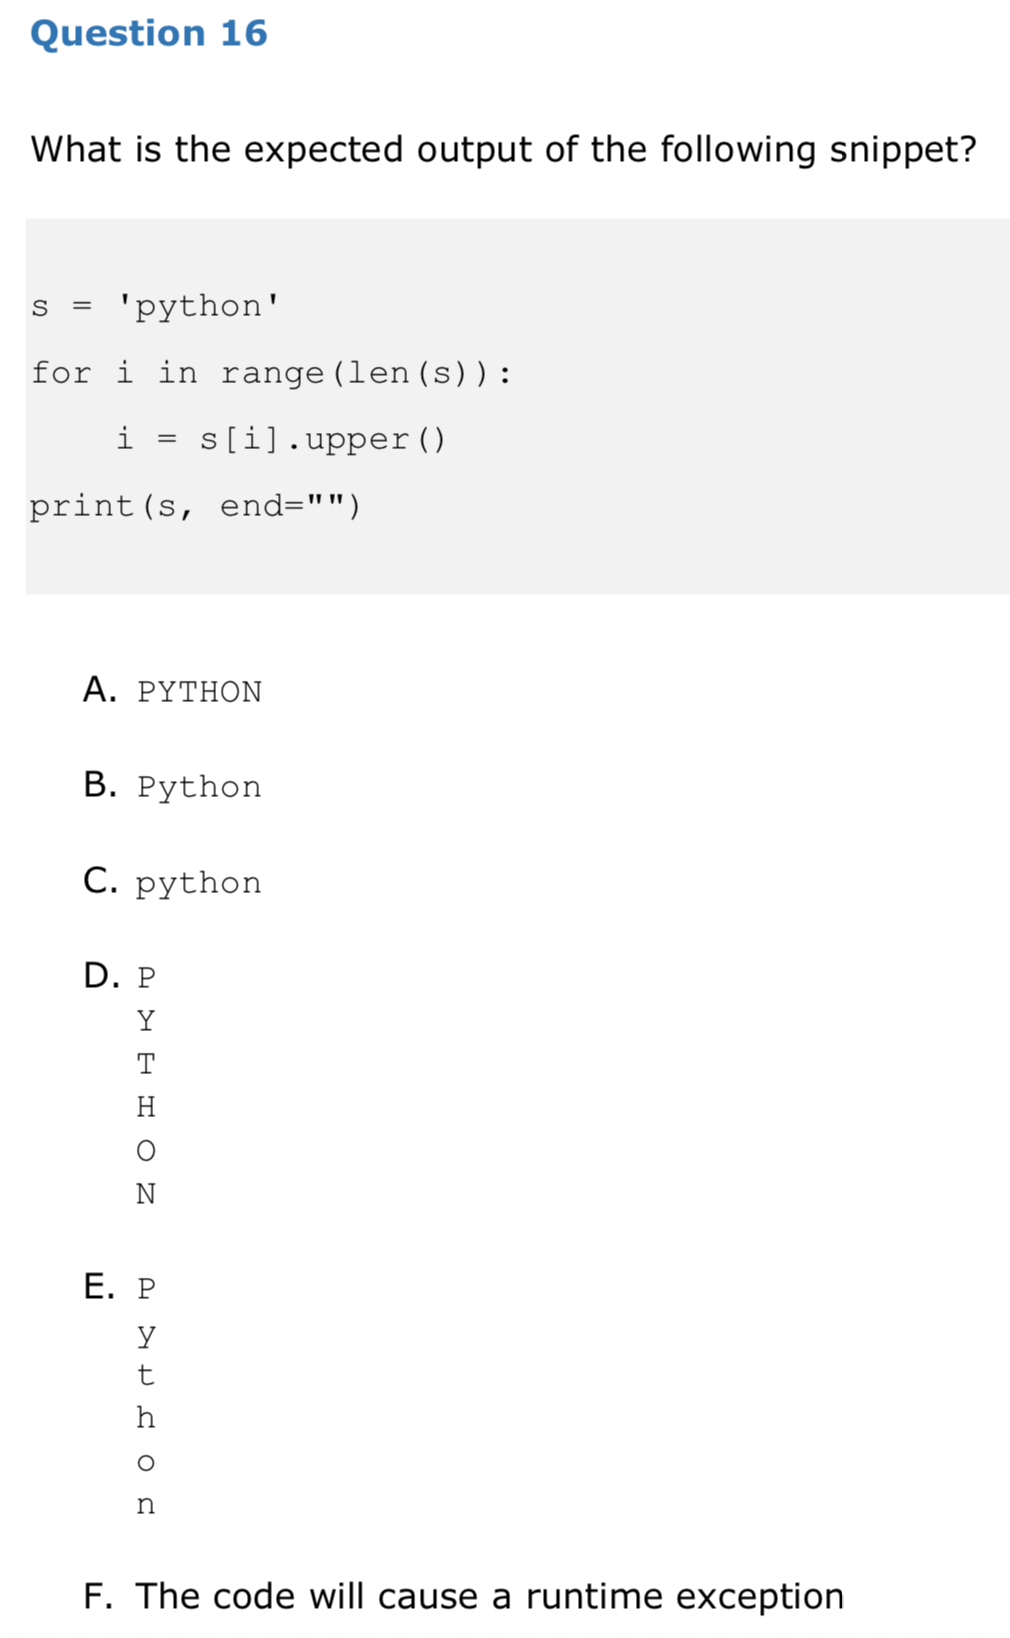 Question 16
What is the expected output of the following snippet?
s = 'python'
for i in range(len(s)):
    i = s[i].upper()
print(s, end="")
A. PYTHON
B. Python
C. python
D. P
Y
T
H
O
N
E. P
y
t
h
o
n
F. The code will cause a runtime exception